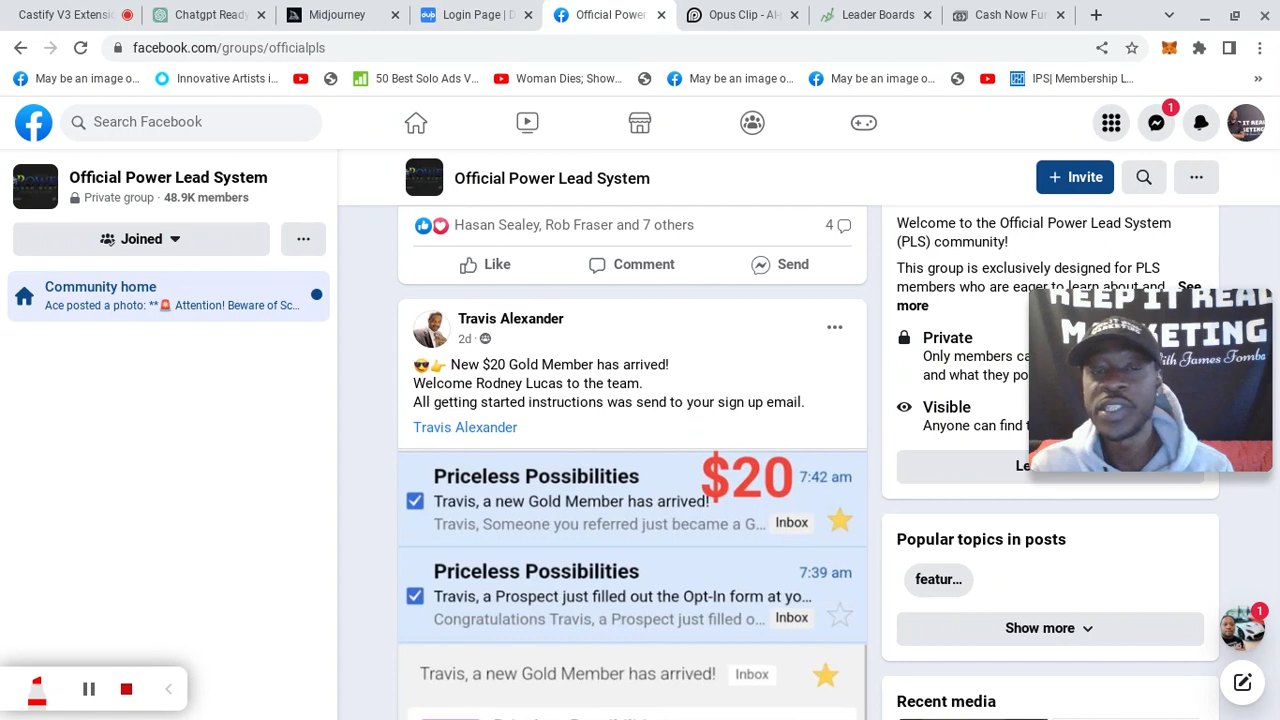 Castify V3 Extensi
Chatgpt Ready
Midjourney
Login Page | D
Official Power
Opus Clip - AI-
Leader Boards
Cash Now Fun
facebook.com/groups/officialpls
May be an image o...
Innovative Artists i...
50 Best Solo Ads V...
Woman Dies; Show...
May be an image o...
May be an image o...
IPS| Membership L...
»
Search Facebook
1
Official Power Lead System
Private group · 48.9K members
Joined
Community home
Ace posted a photo: **🚨 Attention! Beware of Sc...
Official Power Lead System
+ Invite
Hasan Sealey, Rob Fraser and 7 others
4
Like
Comment
Send
Travis Alexander
2d ·
😎👉 New $20 Gold Member has arrived!
Welcome Rodney Lucas to the team.
All getting started instructions was send to your sign up email.
Travis Alexander
Priceless Possibilities
$20
7:42 am
Travis, a new Gold Member has arrived!
Travis, Someone you referred just became a G...
Inbox
Priceless Possibilities
7:39 am
Travis, a Prospect just filled out the Opt-In form at yo...
Congratulations Travis, a Prospect just filled o...
Inbox
Travis, a new Gold Member has arrived!
Inbox
Welcome to the Official Power Lead System
(PLS) community!
This group is exclusively designed for PLS
members who are eager to learn about and... See
more
Private
Only members ca
and what they po
Visible
Anyone can find t
Le
KEEP IT REAL
MARKETING
With James Tomba
Popular topics in posts
featur...
Show more
Recent media
1